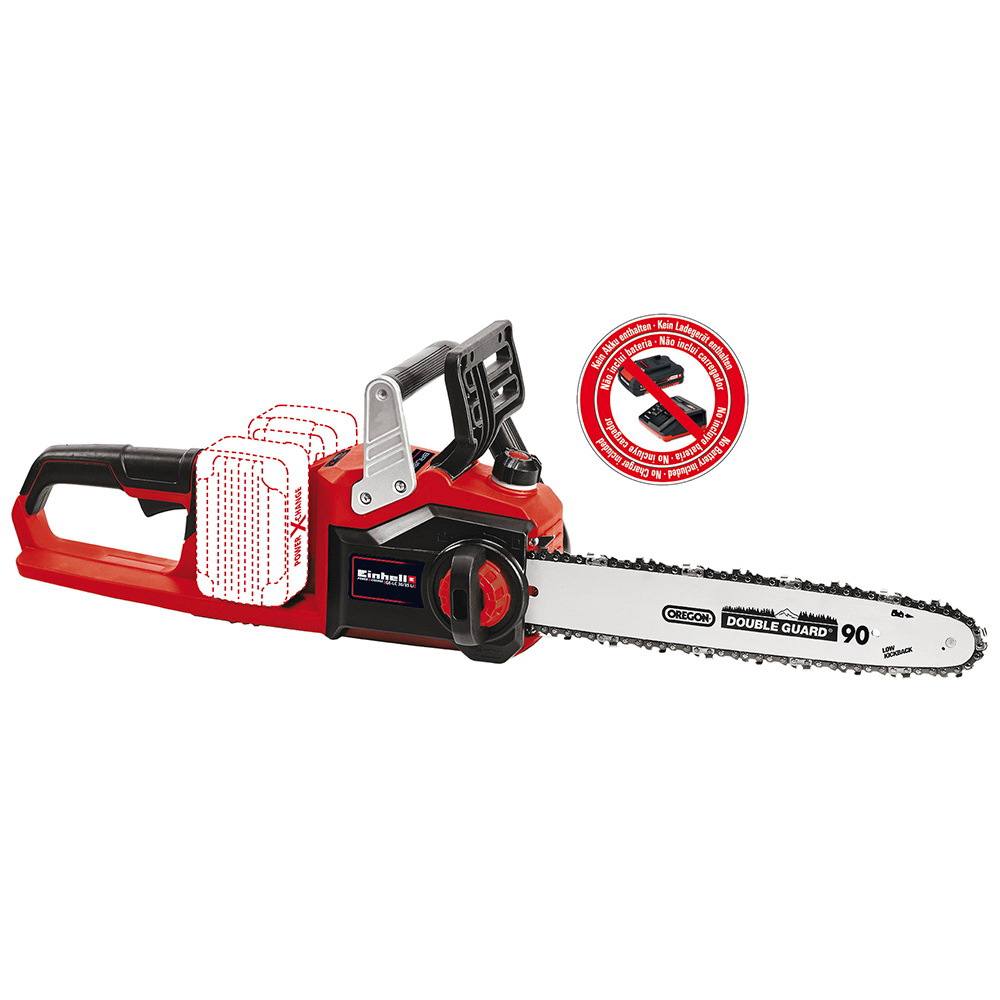 Kein Akku enthalten · Kein Ladegerät enthalten
Não inclui bateria · Não inclui carregador
No incluye batería · No incluye cargador
No Battery included · No Charger included
POWER X CHANGE
Einhell
GE-LC 36/35 Li
OREGON
DOUBLE GUARD®
90
LOW
KICKBACK